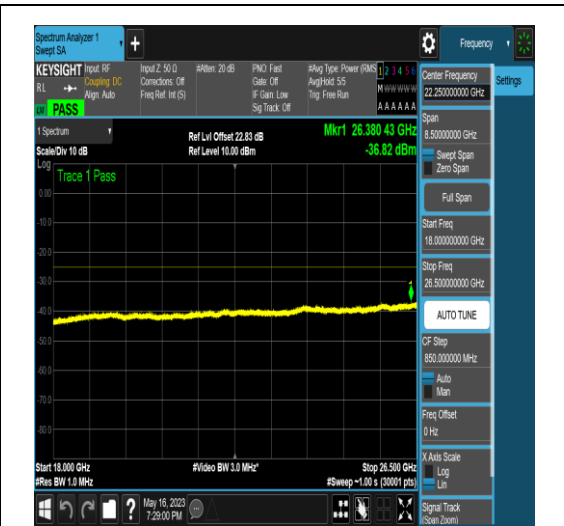 Spectrum Analyzer 1
Swept SA
+
Frequency
KEYSIGHT
RL
PASS
Input: RF
Coupling: DC
Align: Auto
Input Z: 50 Ω
Corrections: Off
Freq Ref: Int (S)
#Atten: 20 dB
PNO: Fast
Gate: Off
IF Gain: Low
Sig Track: Off
#Avg Type: Power (RMS
Avg|Hold: 5/5
Trig: Free Run
1 2 3 4 5 6
M W W W W W
A A A A A A
1 Spectrum
Scale/Div 10 dB
Ref Lvl Offset 22.83 dB
Ref Level 10.00 dBm
Mkr1 26.380 43 GHz
-36.82 dBm
Log
Trace 1 Pass
0.00
-10.0
-20.0
-30.0
-40.0
-50.0
-60.0
-70.0
-80.0
1
Start 18.000 GHz
#Res BW 1.0 MHz
#Video BW 3.0 MHz*
Stop 26.500 GHz
#Sweep ~1.00 s (30001 pts)
Center Frequency
22.250000000 GHz
Settings
Span
8.50000000 GHz
Swept Span
Zero Span
Full Span
Start Freq
18.000000000 GHz
Stop Freq
26.500000000 GHz
AUTO TUNE
CF Step
850.000000 MHz
Auto
Man
Freq Offset
0 Hz
X Axis Scale
Log
Lin
Signal Track
(Span Zoom)
?
May 16, 2023
7:29:00 PM